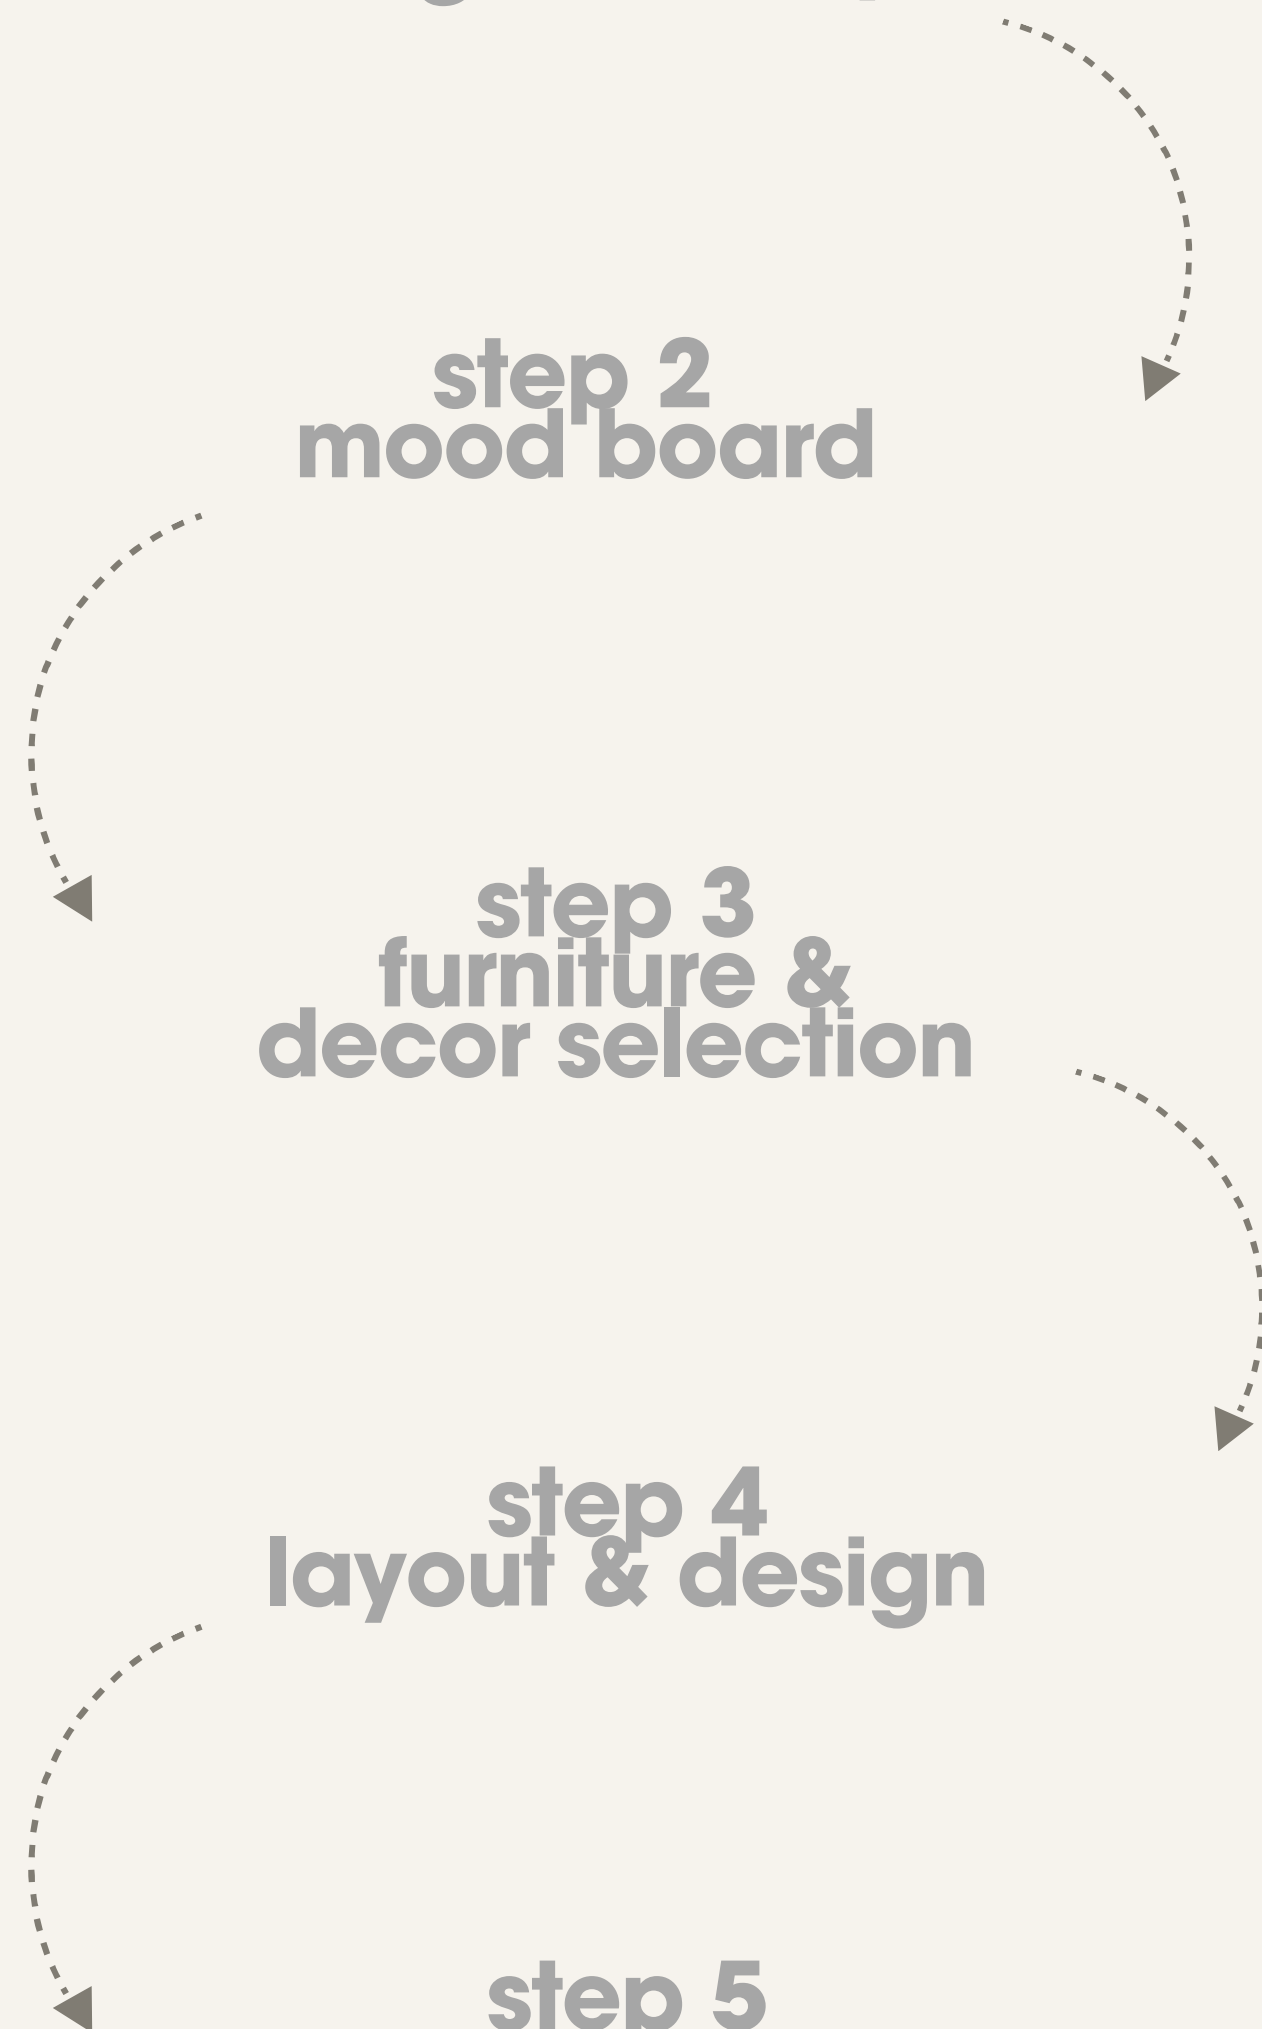 step 2
mood board
step 3
furniture &
decor selection
step 4
layout & design
step 5